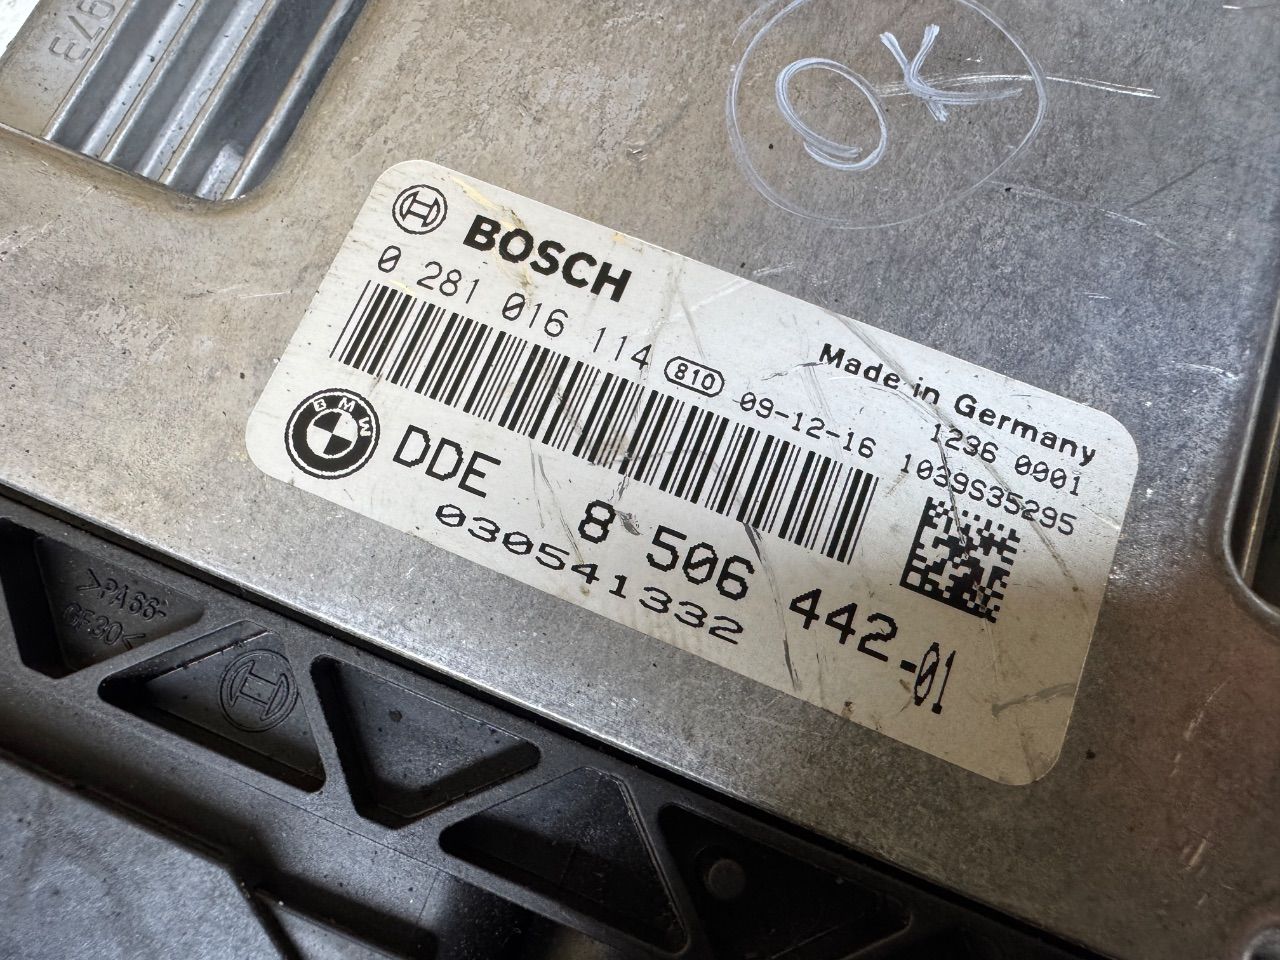 973
OK
BOSCH
0 281 016 114 810 09-12-16
Made in Germany
1236 0001
1039S35295
BMW
DDE 8 506 442-01
030541332
>PA66-
GF30<